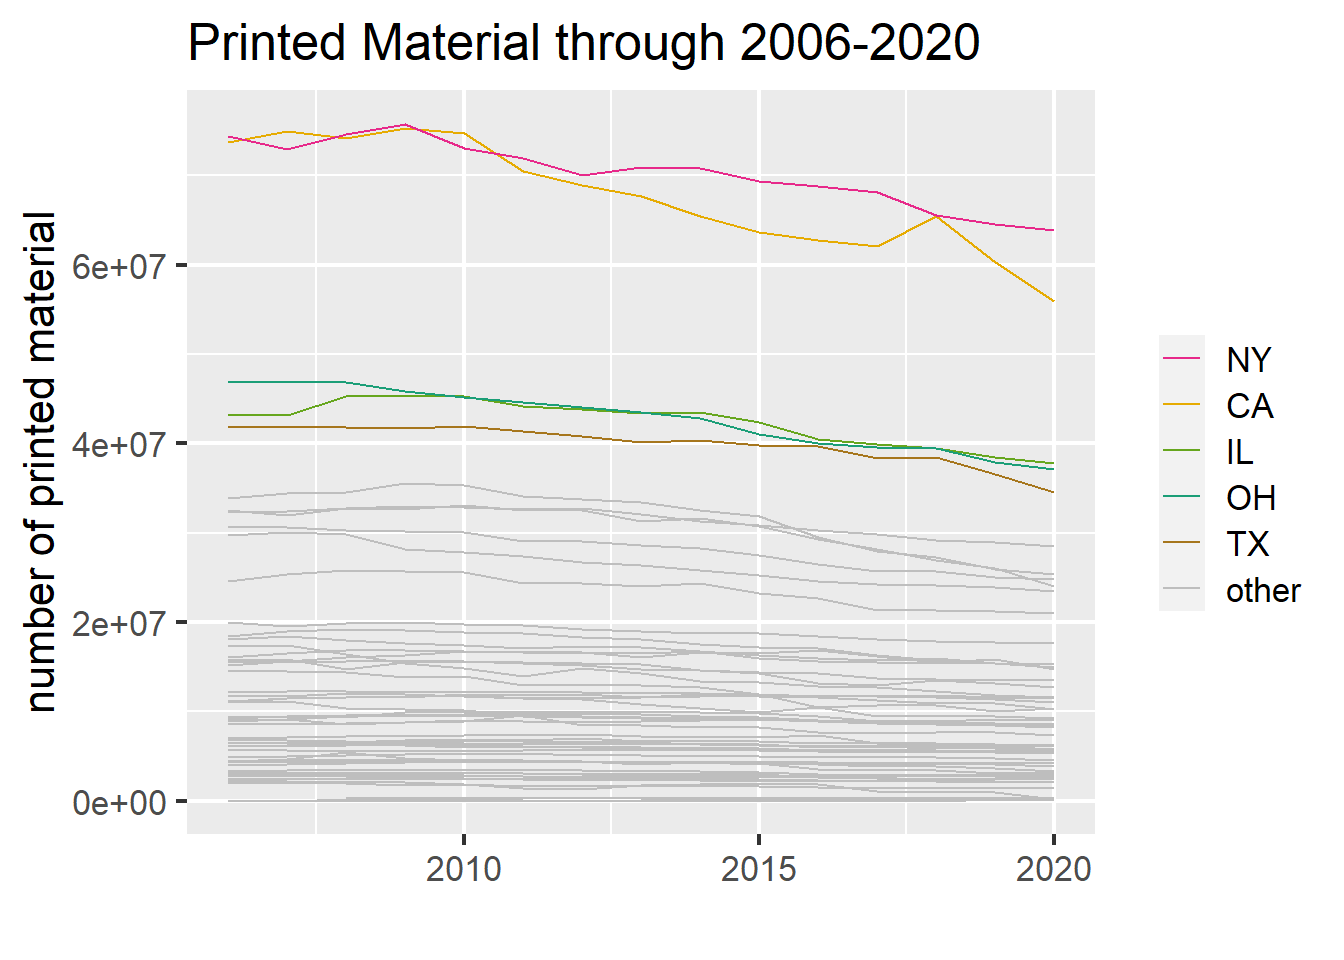 Printed Material through 2006-2020
number of printed material
6e+07
4e+07
2e+07
0e+00
2010
2015
2020
NY
CA
IL
OH
TX
other